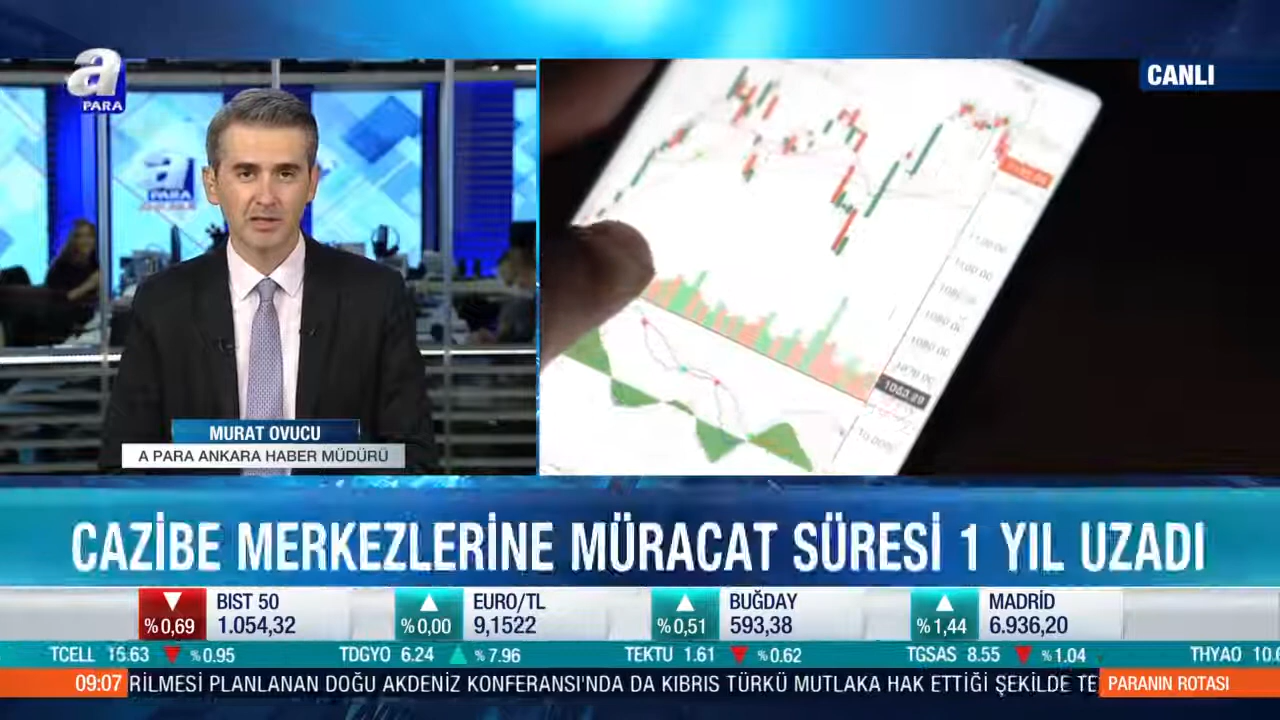 a
PARA
CANLI
a
PARA
MURAT OVUCU
A PARA ANKARA HABER MÜDÜRÜ
CAZİBE MERKEZLERİNE MÜRACAT SÜRESİ 1 YIL UZADI
%0,69 BIST 50 1.054,32
%0,00 EURO/TL 9,1522
%0,51 BUĞDAY 593,38
%1,44 MADRİD 6.936,20
TCELL 15.63 %0.95 TDGYO 6.24 %7.96 TEKTU 1.61 %0.62 TGSAS 8.55 %1.04 THYAO 10.6
09:07 RİLMESİ PLANLANAN DOĞU AKDENİZ KONFERANSI'NDA DA KIBRIS TÜRKÜ MUTLAKA HAK ETTİĞİ ŞEKİLDE TE PARANIN ROTASI